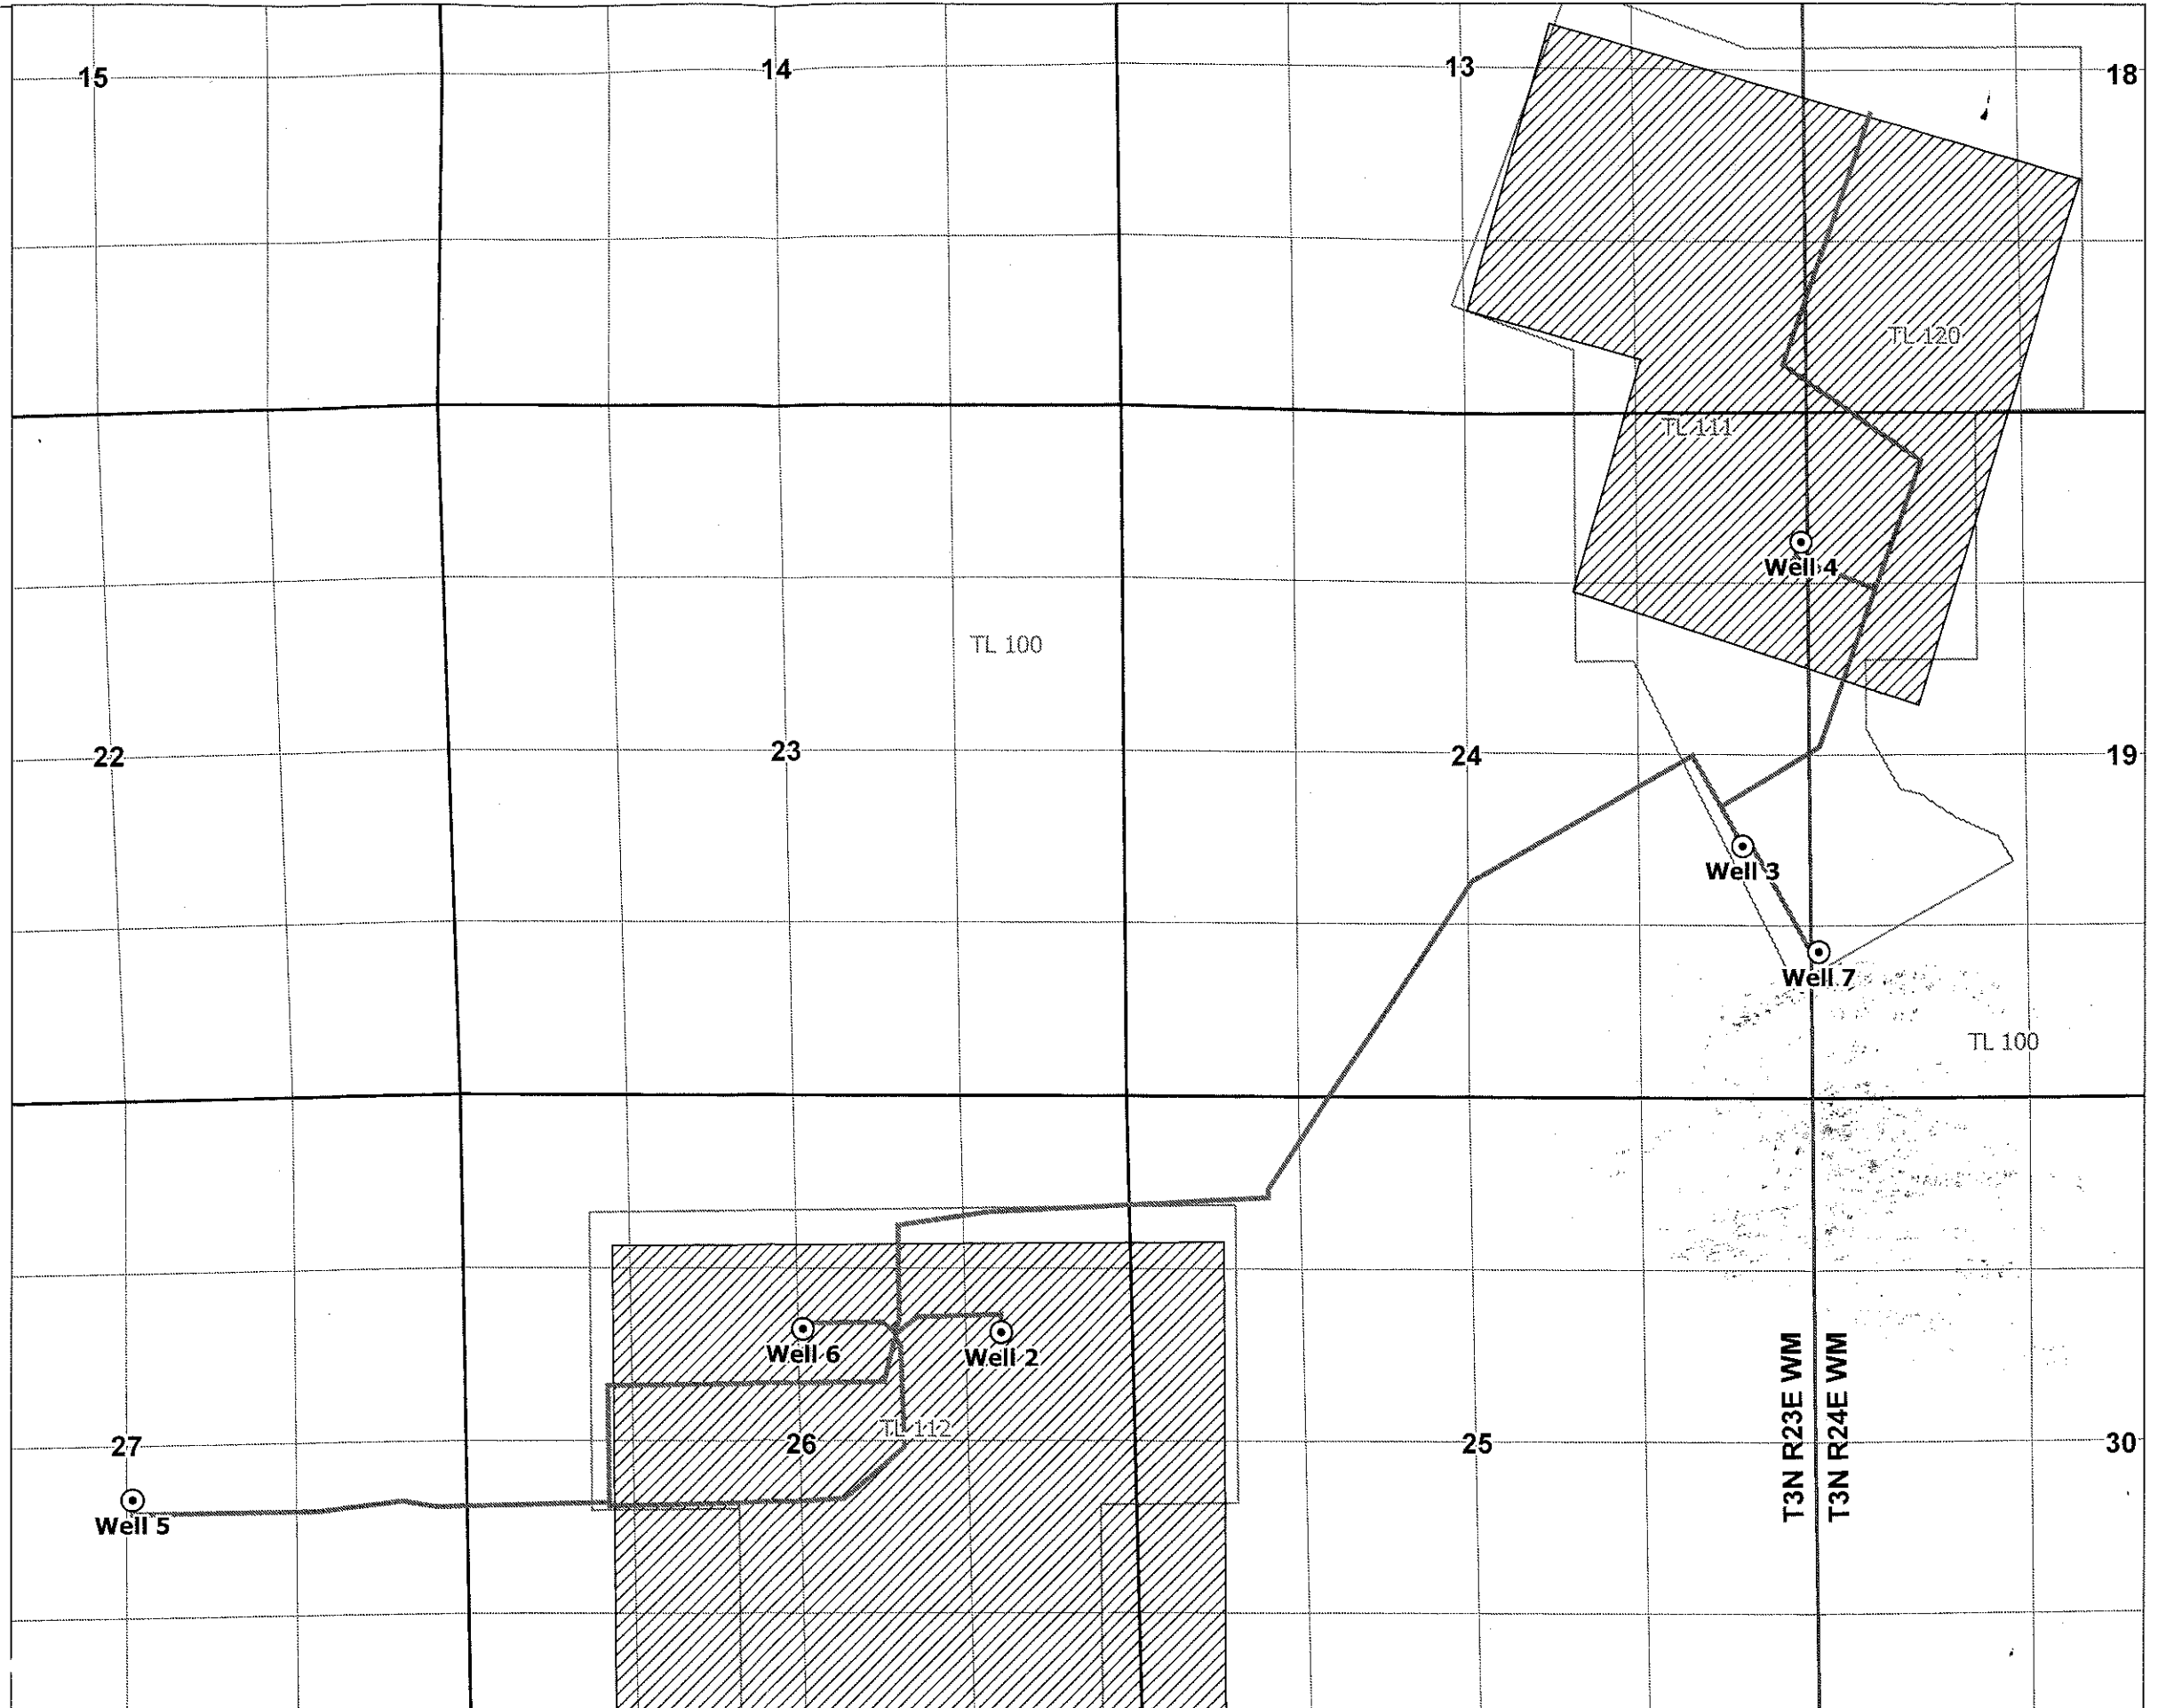 15
14
13
18
TL 120
TL 111
Well 4
TL 100
22
23
24
19
Well 3
Well 7
TL 100
Well 6
Well 2
T3N R23E WM
T3N R24E WM
TL 112
27
26
25
30
Well 5